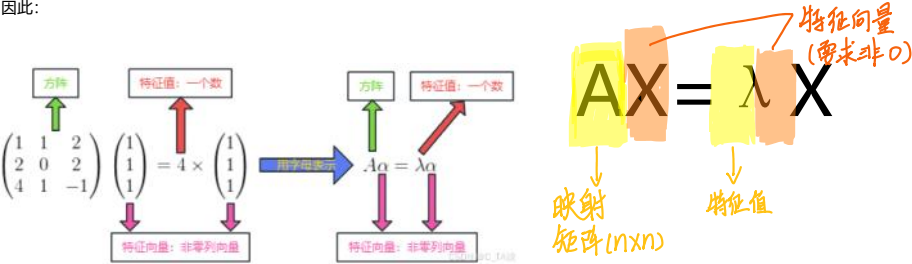 因此：
方阵
特征值：一个数
(1 1 2
2 0 2
4 1 −1) (1
1
1) = 4 × (1
1
1)
特征向量：非零列向量
用字母表示
方阵
特征值：一个数
Aα = λα
特征向量：非零列向量
AX = λX
特征向量
(要求非0)
映射
矩阵(n×n)
特征值